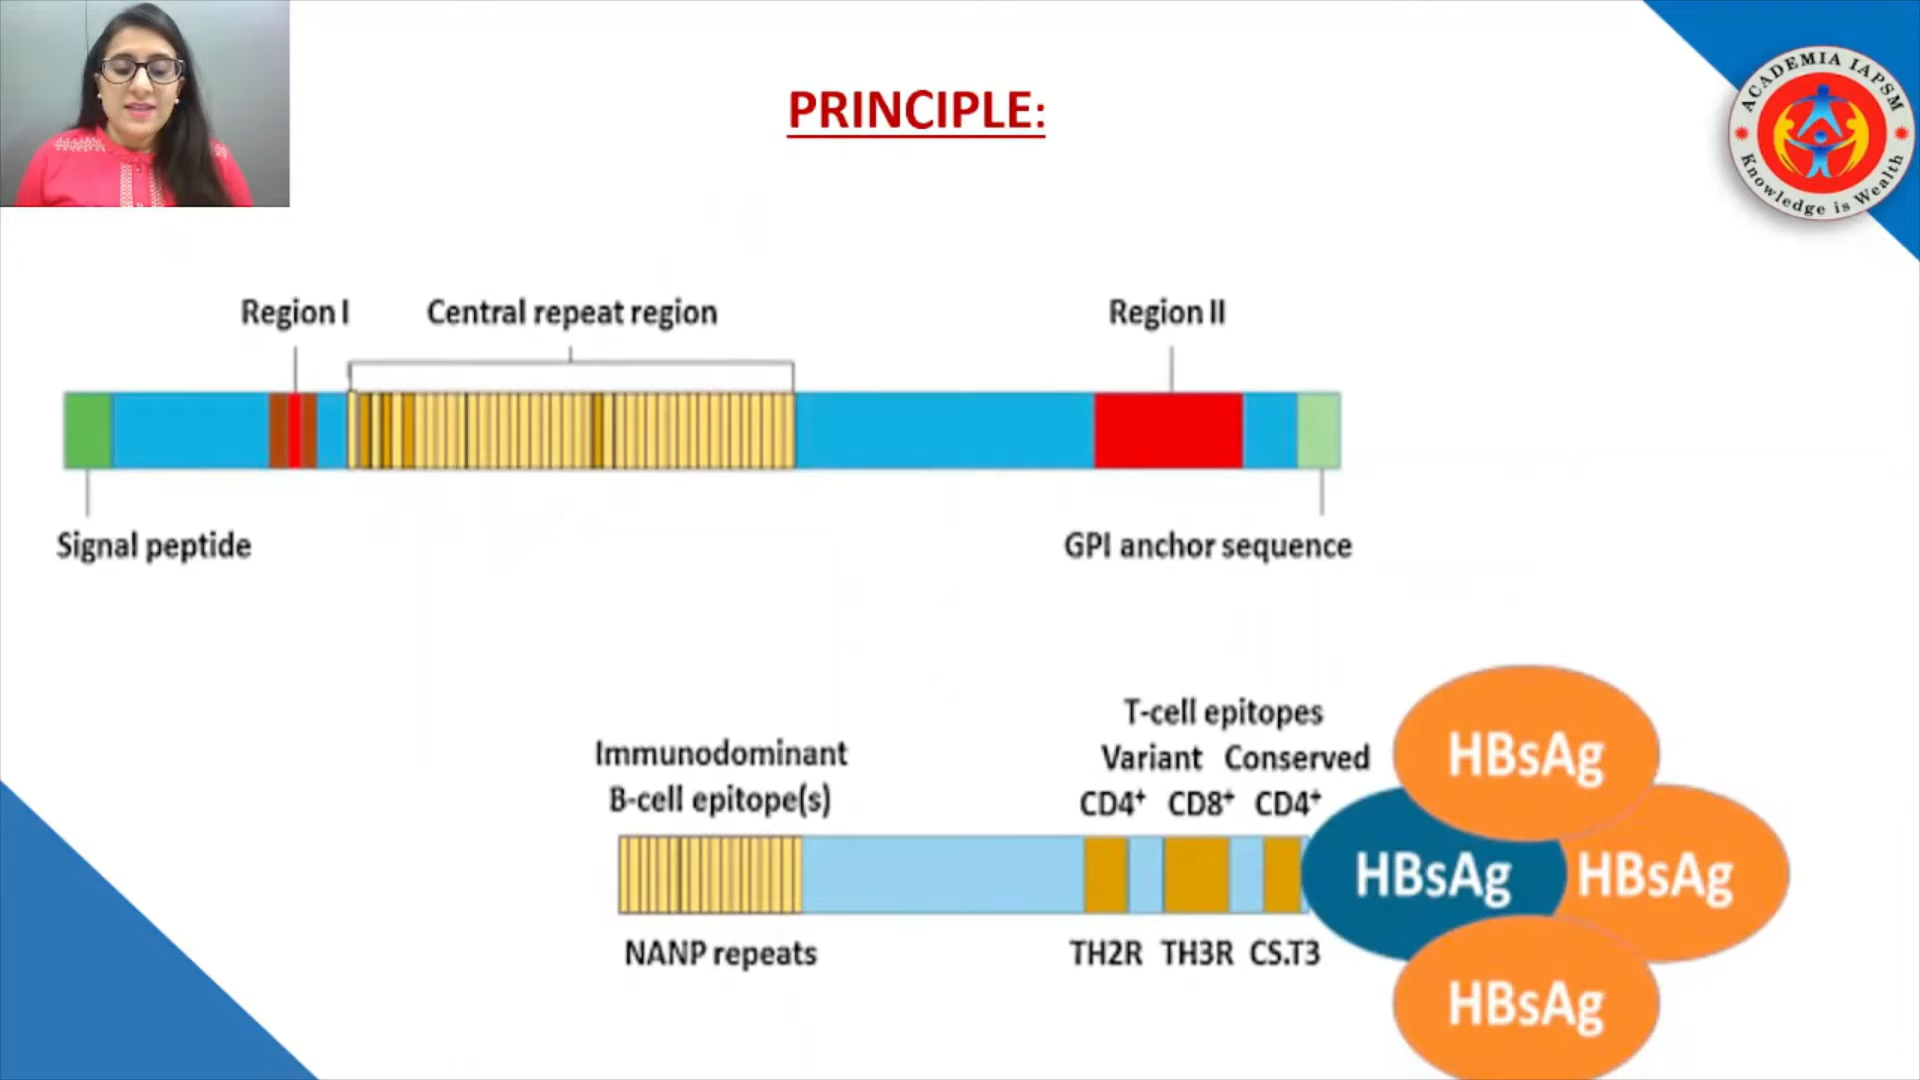 PRINCIPLE:
ACADEMIA IAPSM
Knowledge is Wealth
Region I
Central repeat region
Region II
Signal peptide
GPI anchor sequence
T-cell epitopes
Immunodominant
B-cell epitope(s)
Variant Conserved
CD4⁺ CD8⁺ CD4⁺
NANP repeats
TH2R TH3R CS.T3
HBsAg
HBsAg
HBsAg
HBsAg